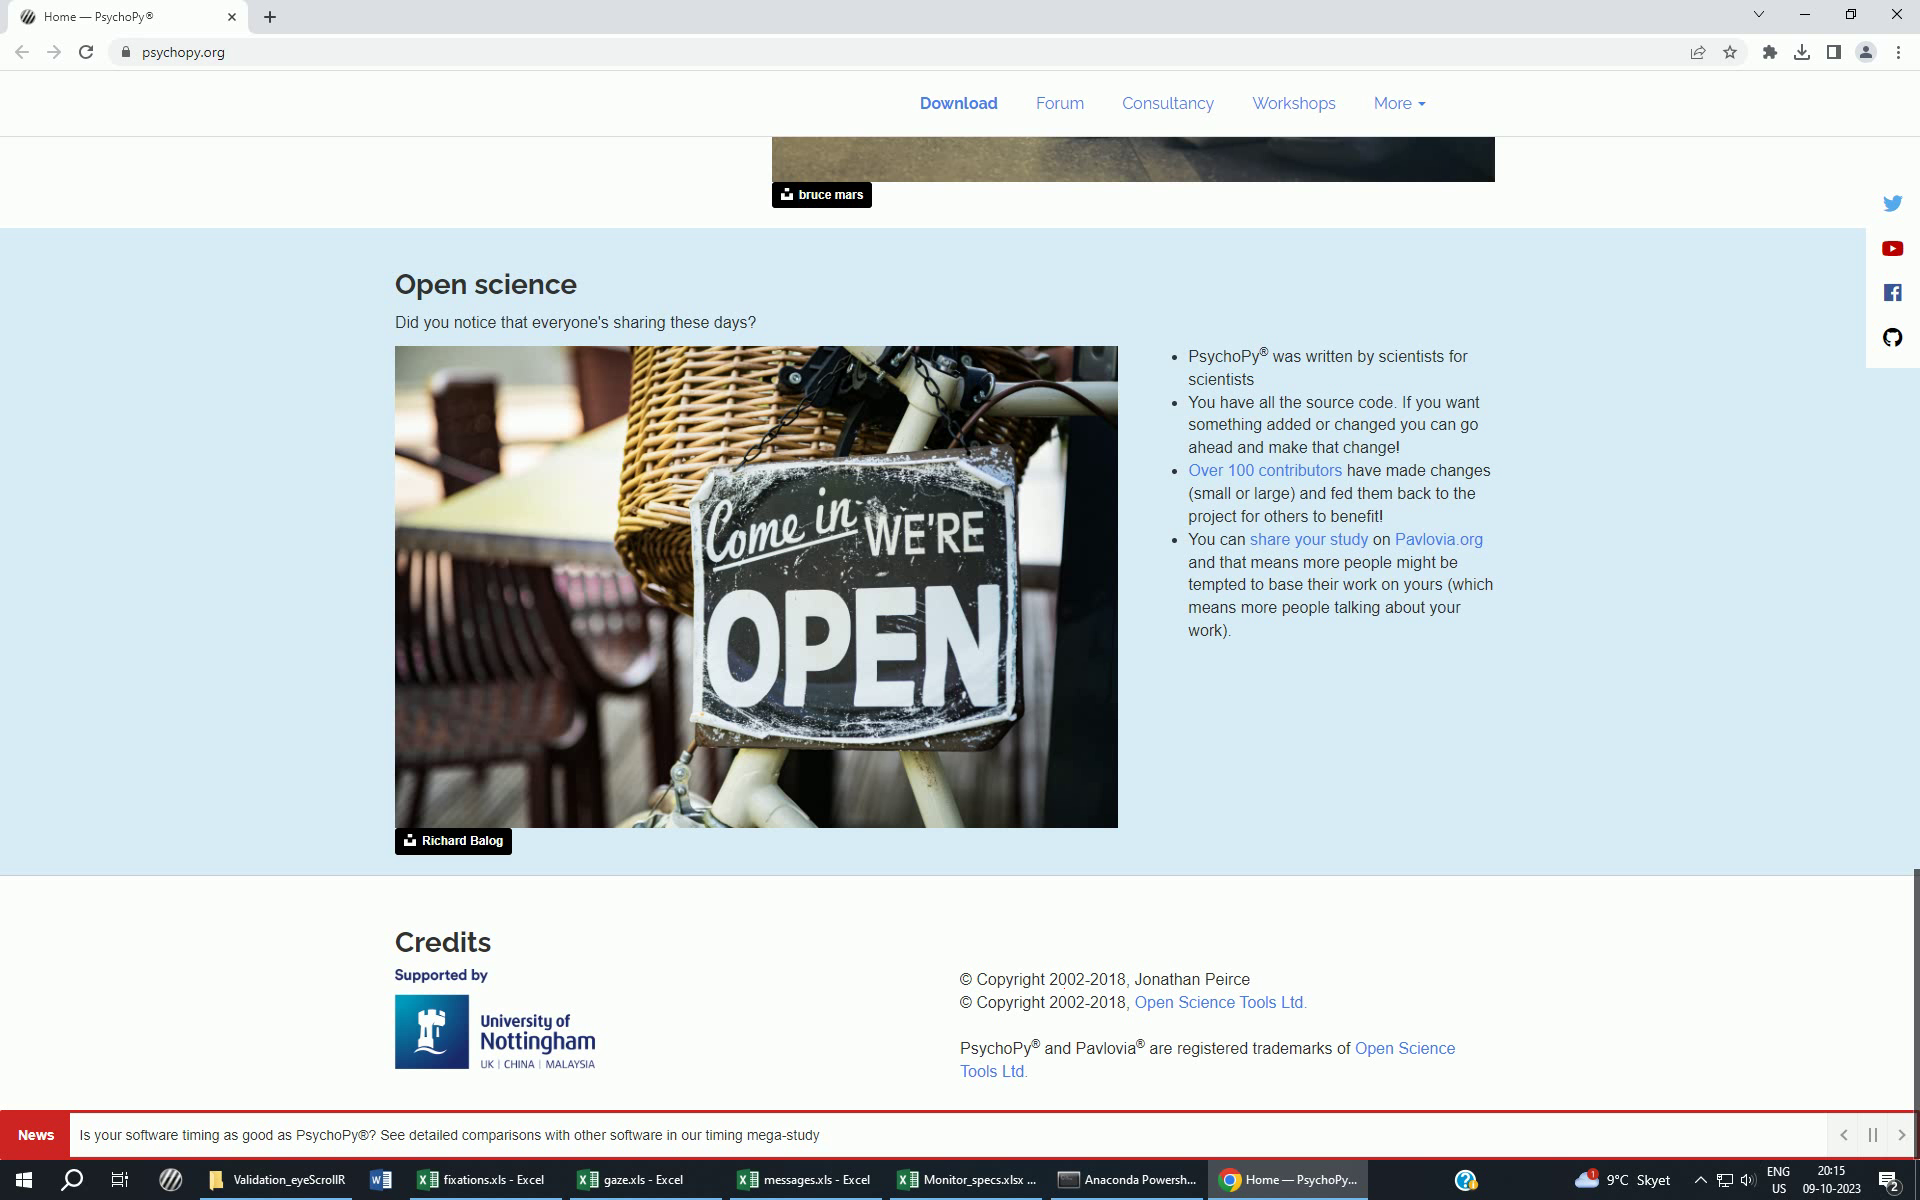 Home — PsychoPy®
psychopy.org
Download Forum Consultancy Workshops More
bruce mars
Open science
Did you notice that everyone's sharing these days?
Come in WE'RE
OPEN
PsychoPy® was written by scientists for
scientists
You have all the source code. If you want
something added or changed you can go
ahead and make that change!
Over 100 contributors have made changes
(small or large) and fed them back to the
project for others to benefit!
You can share your study on Pavlovia.org
and that means more people might be
tempted to base their work on yours (which
means more people talking about your
work).
Richard Balog
Credits
Supported by
University of
Nottingham
UK | CHINA | MALAYSIA
© Copyright 2002-2018, Jonathan Peirce
© Copyright 2002-2018, Open Science Tools Ltd.
PsychoPy® and Pavlovia® are registered trademarks of Open Science
Tools Ltd.
News Is your software timing as good as PsychoPy®? See detailed comparisons with other software in our timing mega-study
Validation_eyeScrollR fixations.xls - Excel gaze.xls - Excel messages.xls - Excel Monitor_specs.xlsx ... Anaconda Powersh... Home — PsychoPy... 1 9°C Skyet ENG US 20:15 09-10-2023 2